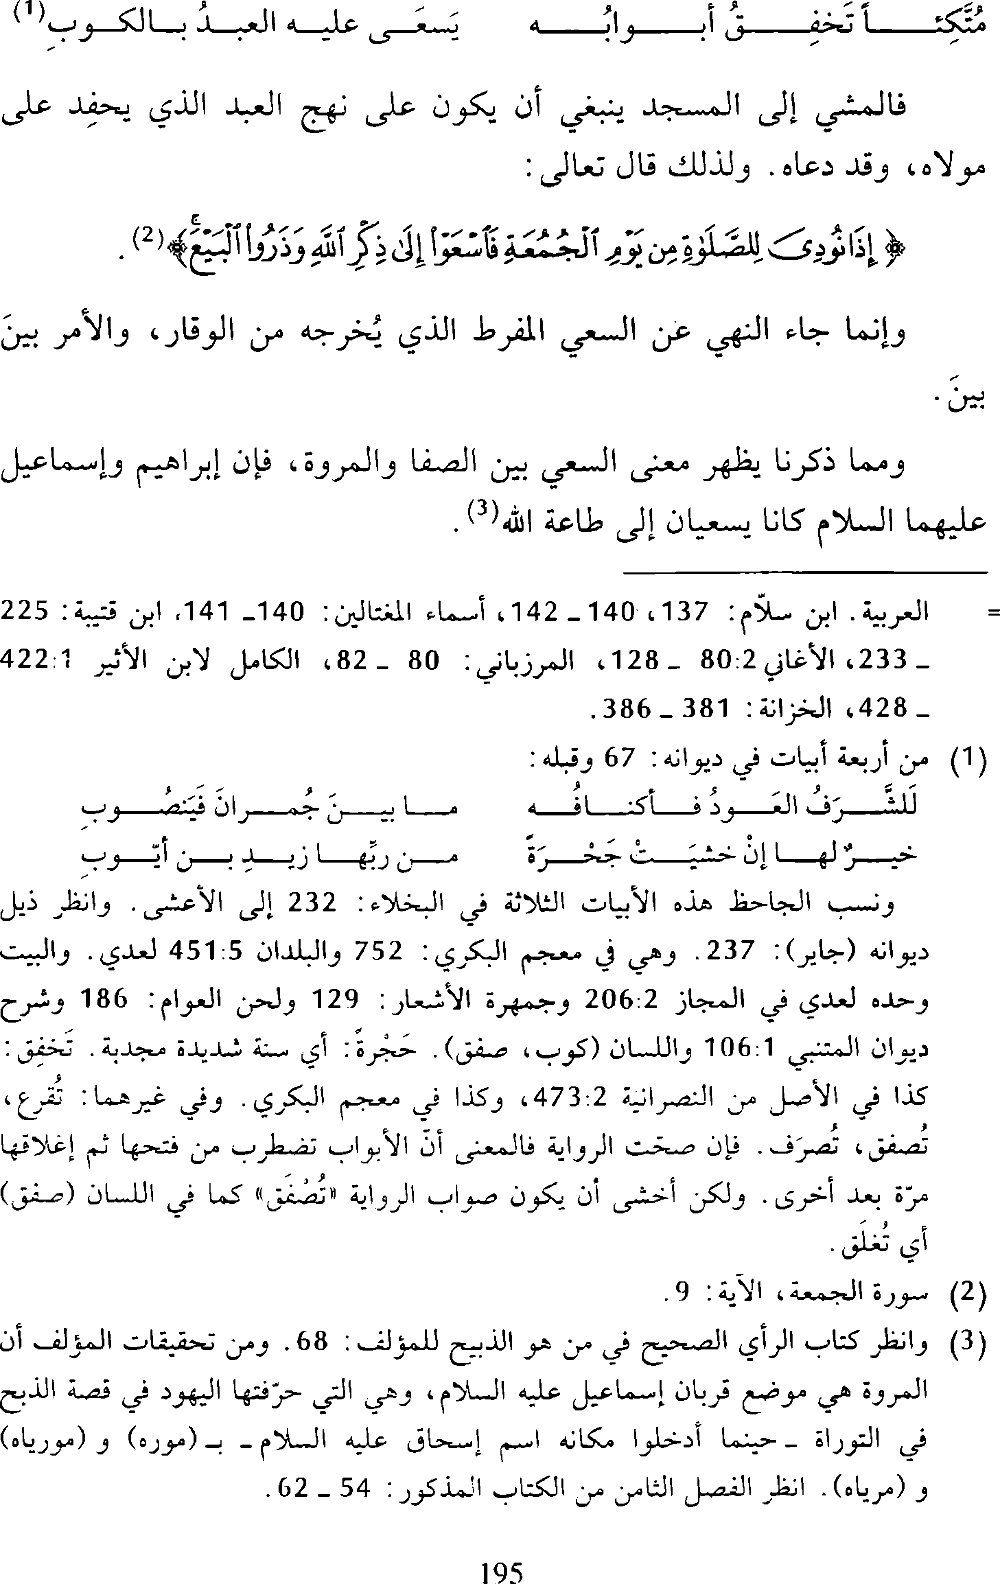 مُتَّكِئـاً تَخفِـقُ أبـوابُـه يَسعَـى عليـه العبـدُ بـالكـوبِ(1)
فالمشي إلى المسجد ينبغي أن يكون على نهج العبد الذي يحفِد على
مولاه، وقد دعاه. ولذلك قال تعالى:
﴿إِذَا نُودِىَ لِلصَّلَوٰةِ مِن يَوْمِ ٱلْجُمُعَةِ فَٱسْعَوْا۟ إِلَىٰ ذِكْرِ ٱللَّهِ وَذَرُوا۟ ٱلْبَيْعَ ۚ﴾(2).
وإنما جاء النهي عن السعي المفرط الذي يُخرجه من الوقار، والأمر بينَ
بينَ.
ومما ذكرنا يظهر معنى السعي بين الصفا والمروة، فإن إبراهيم وإسماعيل
عليهما السلام كانا يسعيان إلى طاعة الله(3).
= العربية. ابن سلّام: 137، 140 ـ 142، أسماء المغتالين: 140 ـ 141، ابن قتيبة: 225
ـ 233، الأغاني 2:80 ـ 128، المرزباني: 80 ـ 82، الكامل لابن الأثير 1:422
ـ 428، الخزانة: 381 ـ 386.
(1) من أربعة أبيات في ديوانه: 67 وقبله:
لَلشَّـرَفُ العَـودُ فـأكنـافُـه مـا بيـنَ جُمـرانَ فَيَنصُـوبِ
خيـرٌ لهـا إنْ خشيَـتْ جَحْـرَةً مـن ربِّهـا زيـدِ بـن أيّـوبِ
ونسب الجاحظ هذه الأبيات الثلاثة في البخلاء: 232 إلى الأعشى. وانظر ذيل
ديوانه (جاير): 237. وهي في معجم البكري: 752 والبلدان 5:451 لعدي. والبيت
وحده لعدي في المجاز 2:206 وجمهرة الأشعار: 129 ولحن العوام: 186 وشرح
ديوان المتنبي 1:106 واللسان (كوب، صفق). حَجْرة: أي سنة شديدة مجدبة. تَخفِق:
كذا في الأصل من النصرانية 2:473، وكذا في معجم البكري. وفي غيرهما: تُقرع،
تُصفق، تُصرَف. فإن صحّت الرواية فالمعنى أنّ الأبواب تضطرب من فتحها ثم إغلاقها
مرّة بعد أخرى. ولكن أخشى أن يكون صواب الرواية «تُصْفَق» كما في اللسان (صفق)
أي تُغلَق.
(2) سورة الجمعة، الآية: 9.
(3) وانظر كتاب الرأي الصحيح في من هو الذبيح للمؤلف: 68. ومن تحقيقات المؤلف أن
المروة هي موضع قربان إسماعيل عليه السلام، وهي التي حرّفتها اليهود في قصة الذبح
في التوراة ـ حينما أدخلوا مكانه اسم إسحاق عليه السلام ـ بـ (موره) و (مورياه)
و (مرياه). انظر الفصل الثامن من الكتاب المذكور: 54 ـ 62.
195